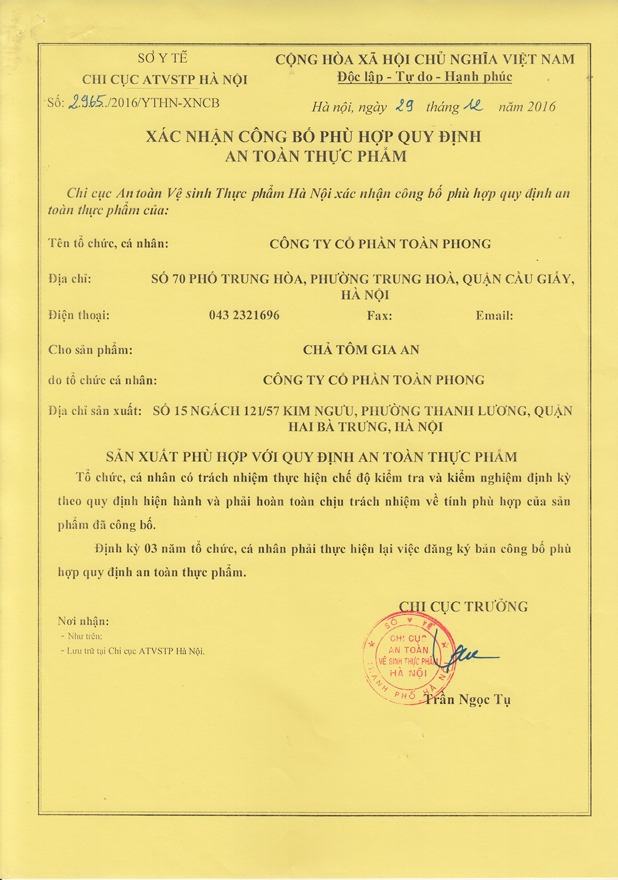 SỞ Y TẾ
CHI CỤC ATVSTP HÀ NỘI
Số: 2965./2016/YTHN-XNCB
CỘNG HÒA XÃ HỘI CHỦ NGHĨA VIỆT NAM
Độc lập - Tự do - Hạnh phúc
Hà nội, ngày 29 tháng 12 năm 2016
XÁC NHẬN CÔNG BỐ PHÙ HỢP QUY ĐỊNH
AN TOÀN THỰC PHẨM
Chi cục An toàn Vệ sinh Thực phẩm Hà Nội xác nhận công bố phù hợp quy định an
toàn thực phẩm của:
Tên tổ chức, cá nhân: CÔNG TY CỔ PHẦN TOÀN PHONG
Địa chỉ: SỐ 70 PHỐ TRUNG HÒA, PHƯỜNG TRUNG HOÀ, QUẬN CẦU GIẤY,
HÀ NỘI
Điện thoại: 043 2321696 Fax: Email:
Cho sản phẩm: CHẢ TÔM GIA AN
do tổ chức cá nhân: CÔNG TY CỔ PHẦN TOÀN PHONG
Địa chỉ sản xuất: SỐ 15 NGÁCH 121/57 KIM NGƯU, PHƯỜNG THANH LƯƠNG, QUẬN
HAI BÀ TRƯNG, HÀ NỘI
SẢN XUẤT PHÙ HỢP VỚI QUY ĐỊNH AN TOÀN THỰC PHẨM
Tổ chức, cá nhân có trách nhiệm thực hiện chế độ kiểm tra và kiểm nghiệm định kỳ
theo quy định hiện hành và phải hoàn toàn chịu trách nhiệm về tính phù hợp của sản
phẩm đã công bố.
Định kỳ 03 năm tổ chức, cá nhân phải thực hiện lại việc đăng ký bản công bố phù
hợp quy định an toàn thực phẩm.
CHI CỤC TRƯỞNG
Nơi nhận:
- Như trên;
- Lưu trữ tại Chi cục ATVSTP Hà Nội.
SỞ Y TẾ
CHI CỤC
AN TOÀN
VỆ SINH THỰC PHẨM
HÀ NỘI
THÀNH PHỐ HÀ NỘI
Trần Ngọc Tụ